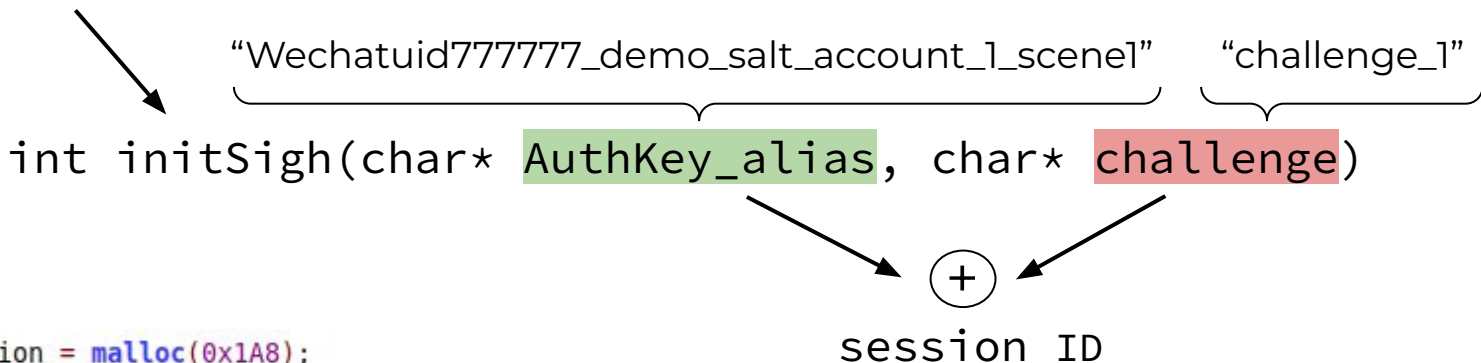 “Wechatuid777777_demo_salt_account_1_scene1” “challenge_1”
int initSigh(char* AuthKey_alias, char* challenge)
+
session ID
ion = malloc(0x1A8);